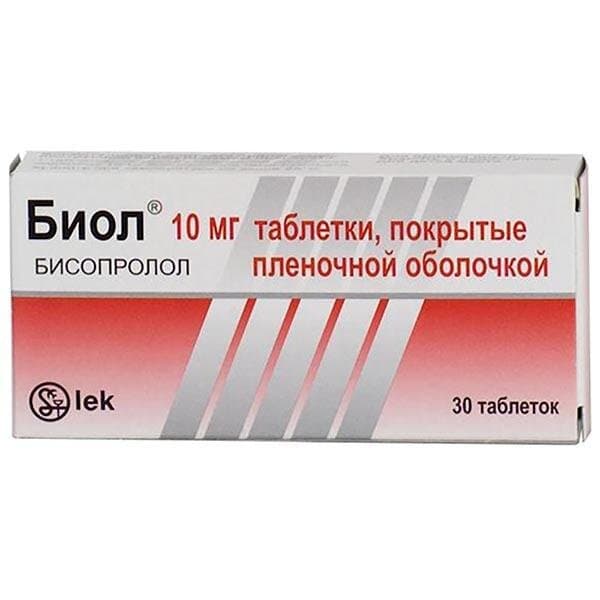 Биол®
БИСОПРОЛОЛ
10 мг таблетки, покрытые
пленочной оболочкой
lek
30 таблеток